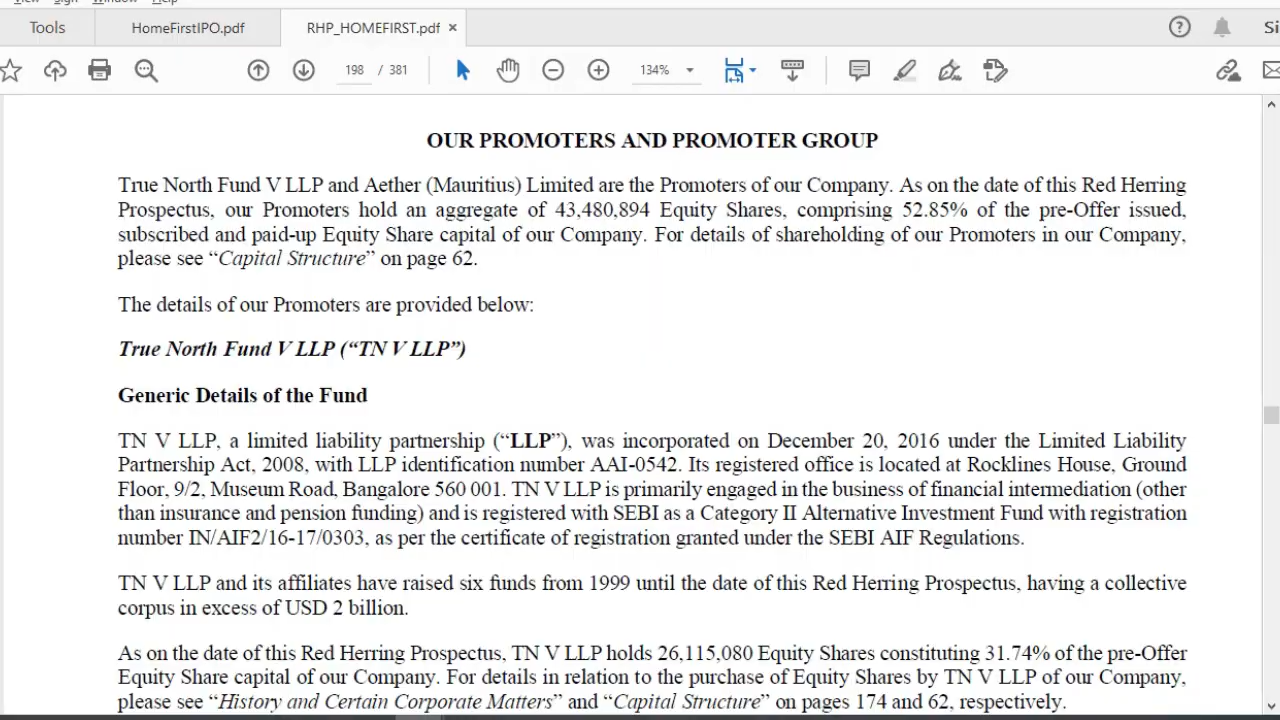 Tools HomeFirstIPO.pdf RHP_HOMEFIRST.pdf ×
198 / 381 134%
OUR PROMOTERS AND PROMOTER GROUP
True North Fund V LLP and Aether (Mauritius) Limited are the Promoters of our Company. As on the date of this Red Herring
Prospectus, our Promoters hold an aggregate of 43,480,894 Equity Shares, comprising 52.85% of the pre-Offer issued,
subscribed and paid-up Equity Share capital of our Company. For details of shareholding of our Promoters in our Company,
please see “Capital Structure” on page 62.
The details of our Promoters are provided below:
True North Fund V LLP (“TN V LLP”)
Generic Details of the Fund
TN V LLP, a limited liability partnership (“LLP”), was incorporated on December 20, 2016 under the Limited Liability
Partnership Act, 2008, with LLP identification number AAI-0542. Its registered office is located at Rocklines House, Ground
Floor, 9/2, Museum Road, Bangalore 560 001. TN V LLP is primarily engaged in the business of financial intermediation (other
than insurance and pension funding) and is registered with SEBI as a Category II Alternative Investment Fund with registration
number IN/AIF2/16-17/0303, as per the certificate of registration granted under the SEBI AIF Regulations.
TN V LLP and its affiliates have raised six funds from 1999 until the date of this Red Herring Prospectus, having a collective
corpus in excess of USD 2 billion.
As on the date of this Red Herring Prospectus, TN V LLP holds 26,115,080 Equity Shares constituting 31.74% of the pre-Offer
Equity Share capital of our Company. For details in relation to the purchase of Equity Shares by TN V LLP of our Company,
please see “History and Certain Corporate Matters” and “Capital Structure” on pages 174 and 62, respectively.